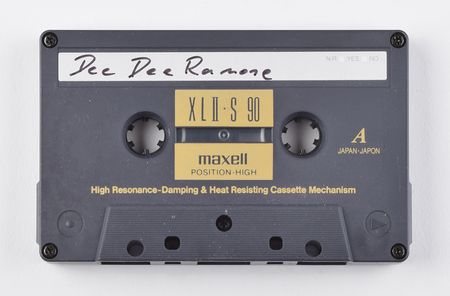 Dee Dee Ramone
N.R. YES NO
XLII-S 90
maxell
POSITION-HIGH
A
JAPAN-JAPON
High Resonance-Damping & Heat Resisting Cassette Mechanism